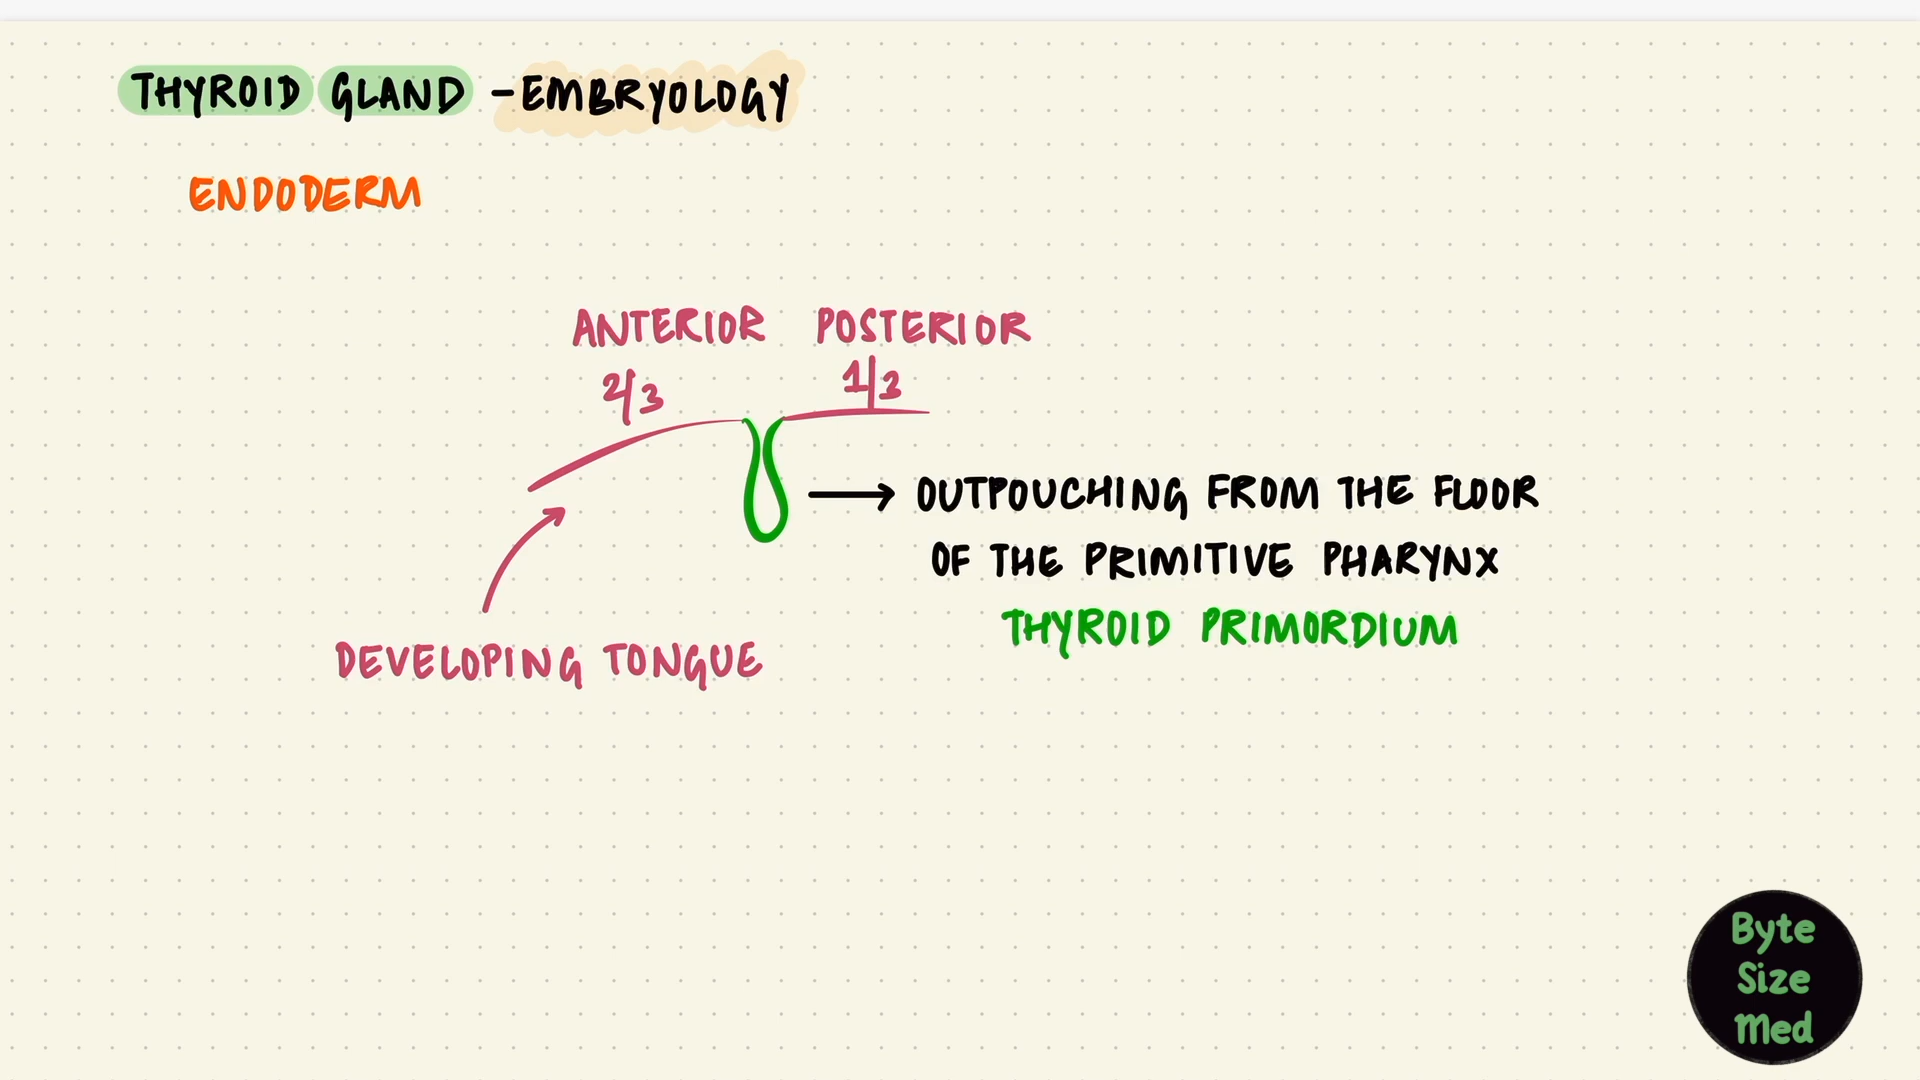 THYROID GLAND - EMBRYOLOGY
ENDODERM
ANTERIOR POSTERIOR
2/3 1/3
OUTPOUCHING FROM THE FLOOR
OF THE PRIMITIVE PHARYNX
THYROID PRIMORDIUM
DEVELOPING TONGUE
Byte
Size
Med